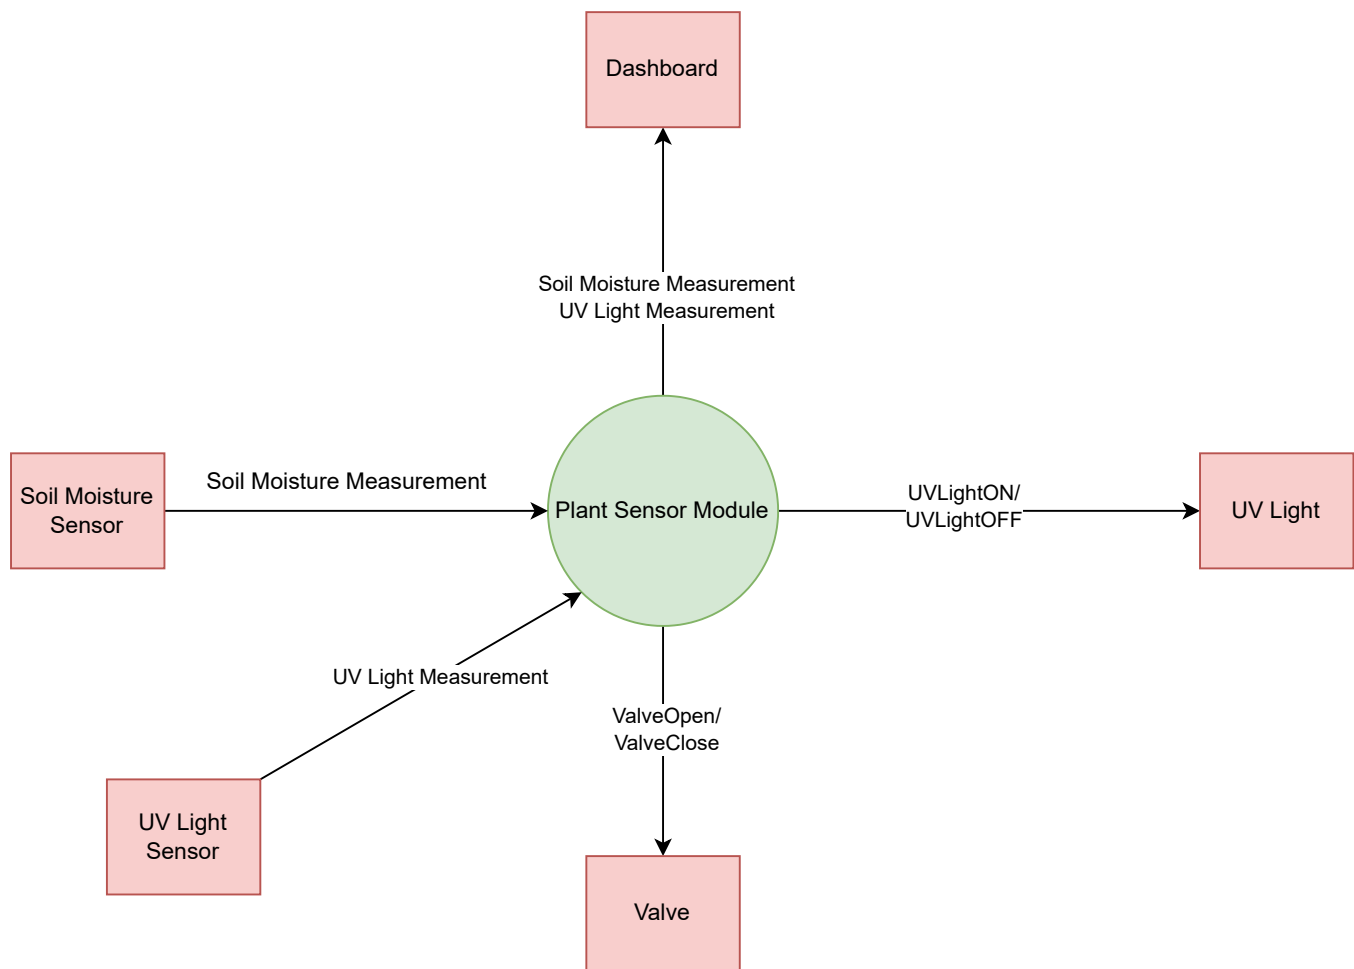 Dashboard
Soil Moisture Measurement
UV Light Measurement
Soil Moisture
Sensor
Soil Moisture Measurement
Plant Sensor Module
UVLightON/
UVLightOFF
UV Light
UV Light Measurement
ValveOpen/
ValveClose
UV Light
Sensor
Valve